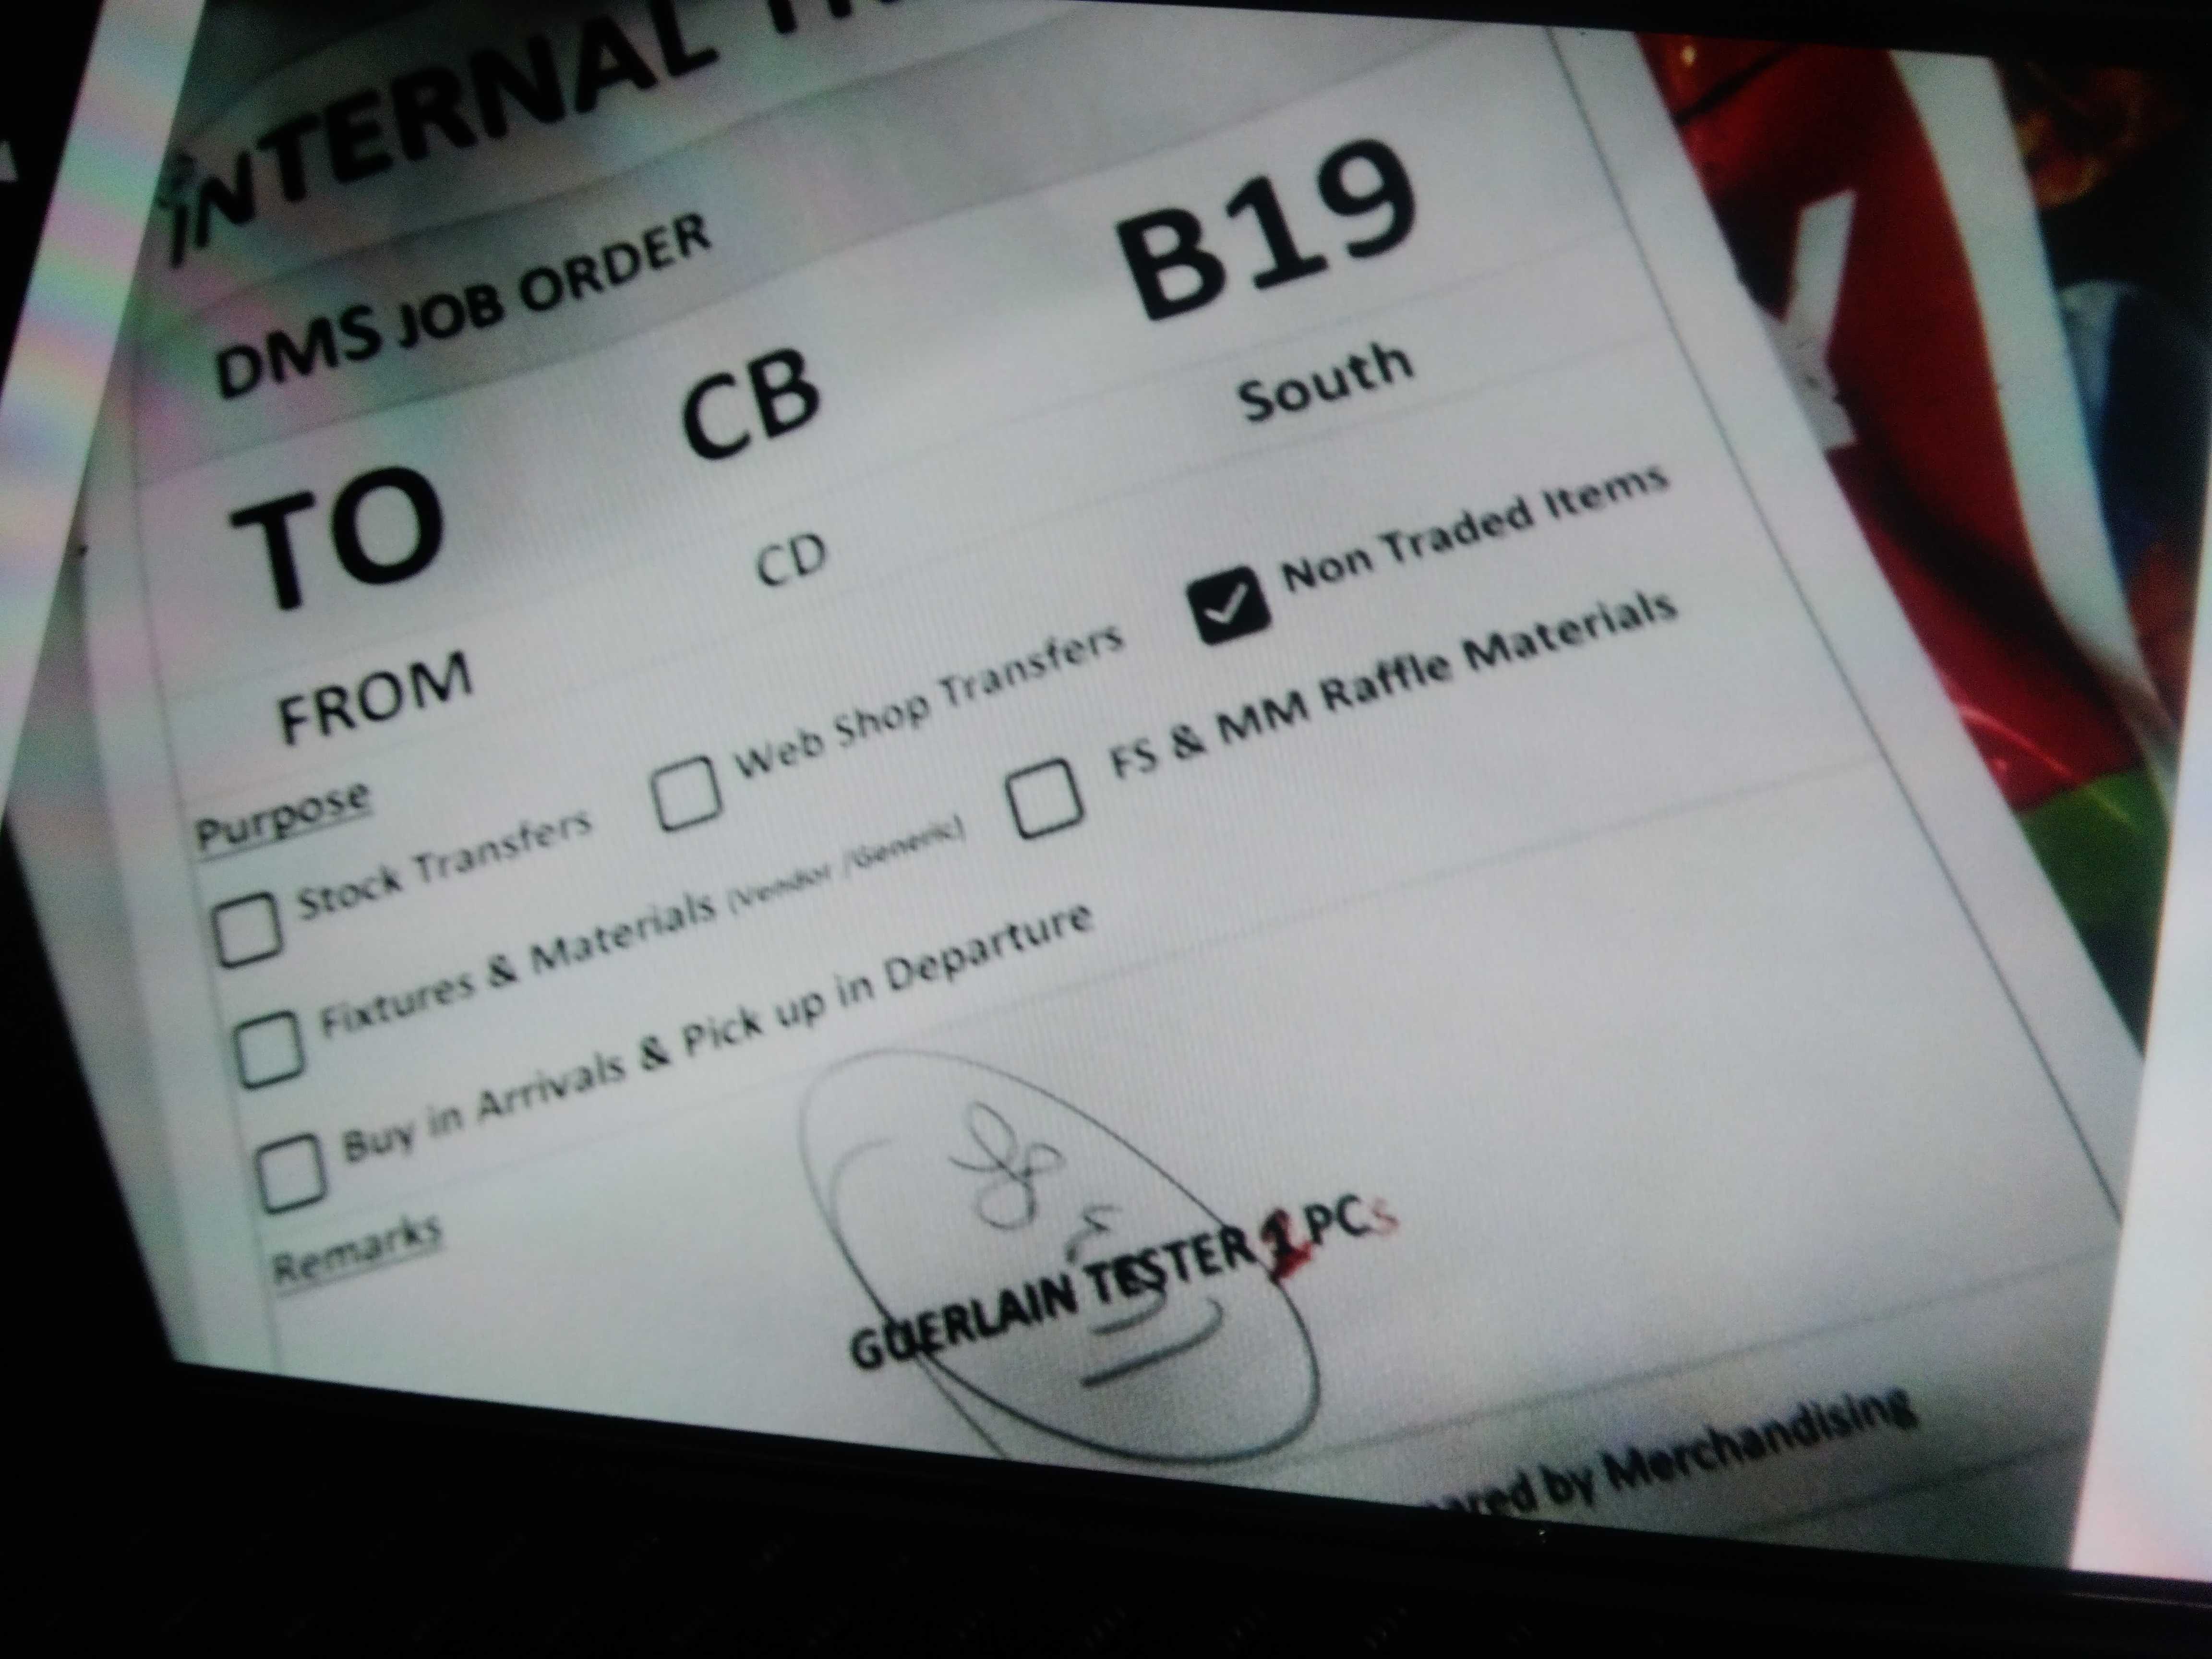 INTERNAL
DMS JOB ORDER
TO CB B19
FROM CD South
Purpose
Stock Transfers Web Shop Transfers Non Traded Items
Fixtures & Materials (Vendor /Generic) FS & MM Raffle Materials
Buy in Arrivals & Pick up in Departure
Remarks
GUERLAIN TESTER PCs
by Merchandising